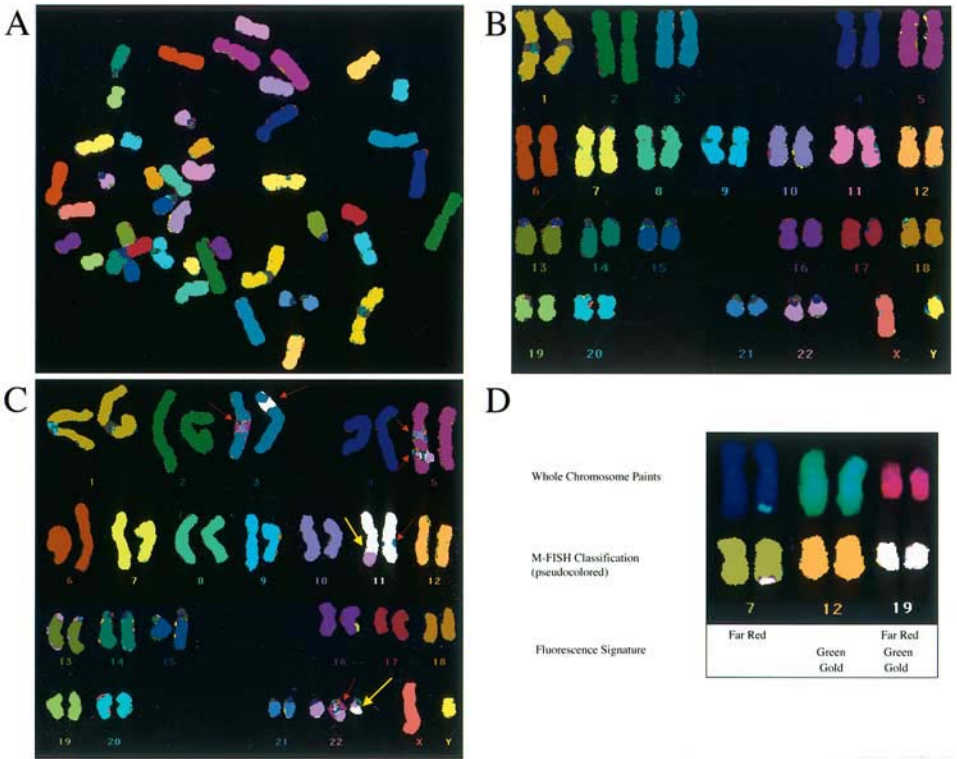 A
B
1 2 3 4 5
6 7 8 9 10 11 12
13 14 15 16 17 18
19 20 21 22 X Y
C
1 2 3 4 5
6 7 8 9 10 11 12
13 14 15 16 17 18
19 20 21 22 X Y
D
Whole Chromosome Paints
M-FISH Classification
(pseudocolored)
7 12 19
Fluorescence Signature
Far Red Far Red
Green Green
Gold Gold